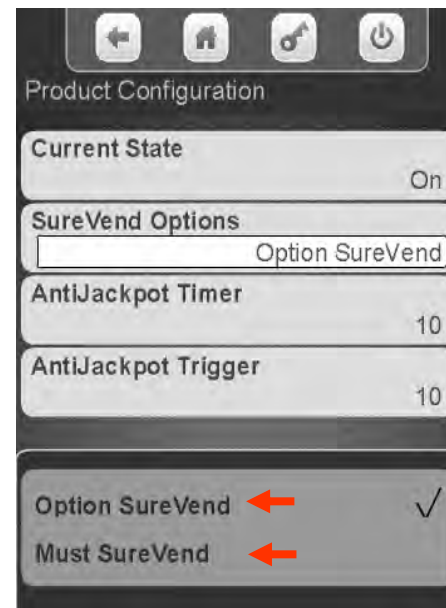 Product Configuration
Current State
On
SureVend Options
Option SureVend
AntiJackpot Timer
10
AntiJackpot Trigger
10
Option SureVend
Must SureVend